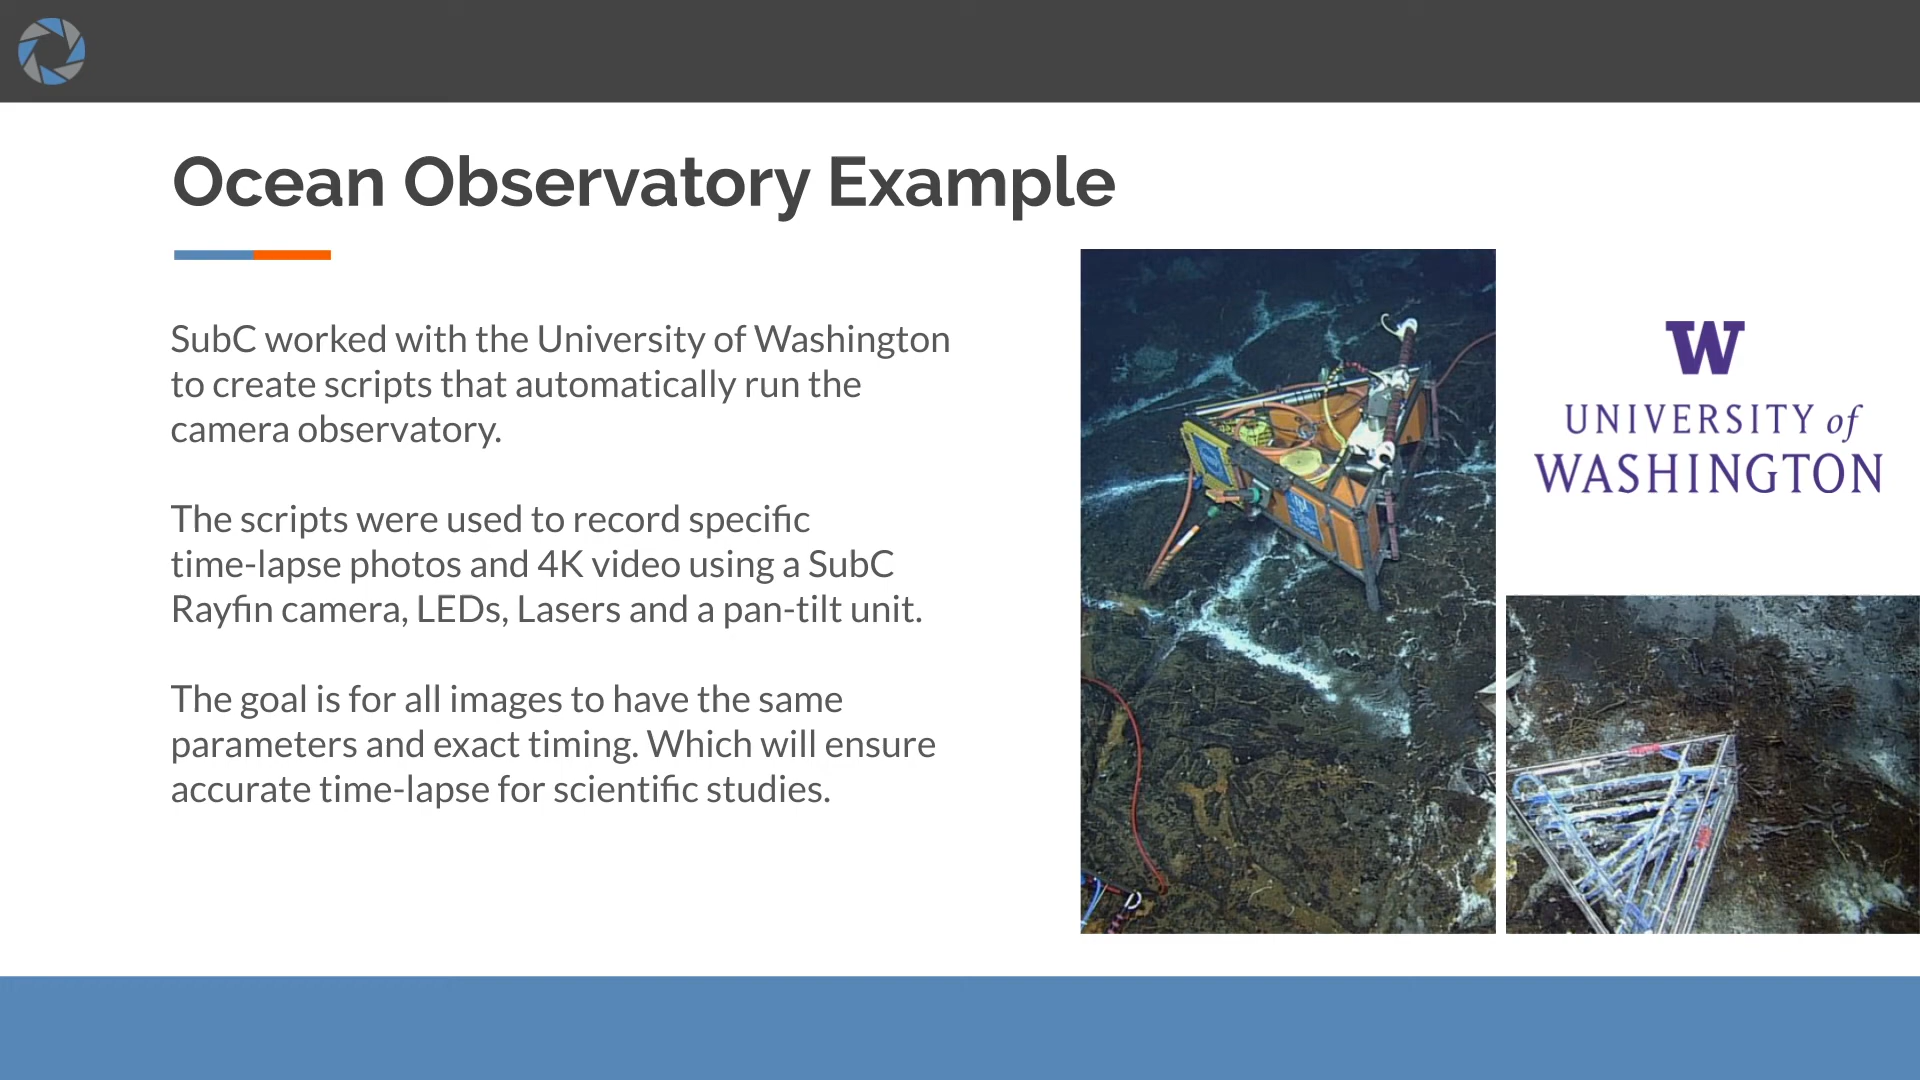 Ocean Observatory Example
SubC worked with the University of Washington
to create scripts that automatically run the
camera observatory.
The scripts were used to record specific
time-lapse photos and 4K video using a SubC
Rayfin camera, LEDs, Lasers and a pan-tilt unit.
The goal is for all images to have the same
parameters and exact timing. Which will ensure
accurate time-lapse for scientific studies.
W
UNIVERSITY of
WASHINGTON